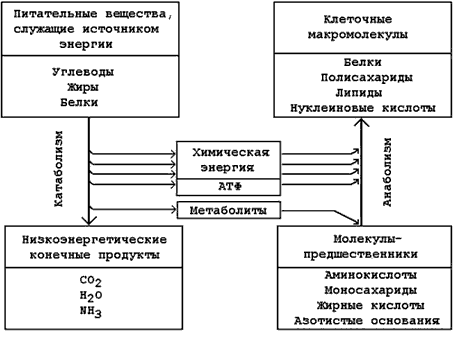 Питательные вещества,
служащие источником
энергии
Углеводы
Жиры
Белки
Клеточные
макромолекулы
Белки
Полисахариды
Липиды
Нуклеиновые кислоты
Катаболизм
Химическая
энергия
АТФ
Метаболиты
Анаболизм
Низкоэнергетические
конечные продукты
CO2
H2O
NH3
Молекулы-
предшественники
Аминокислоты
Моносахариды
Жирные кислоты
Азотистые основания